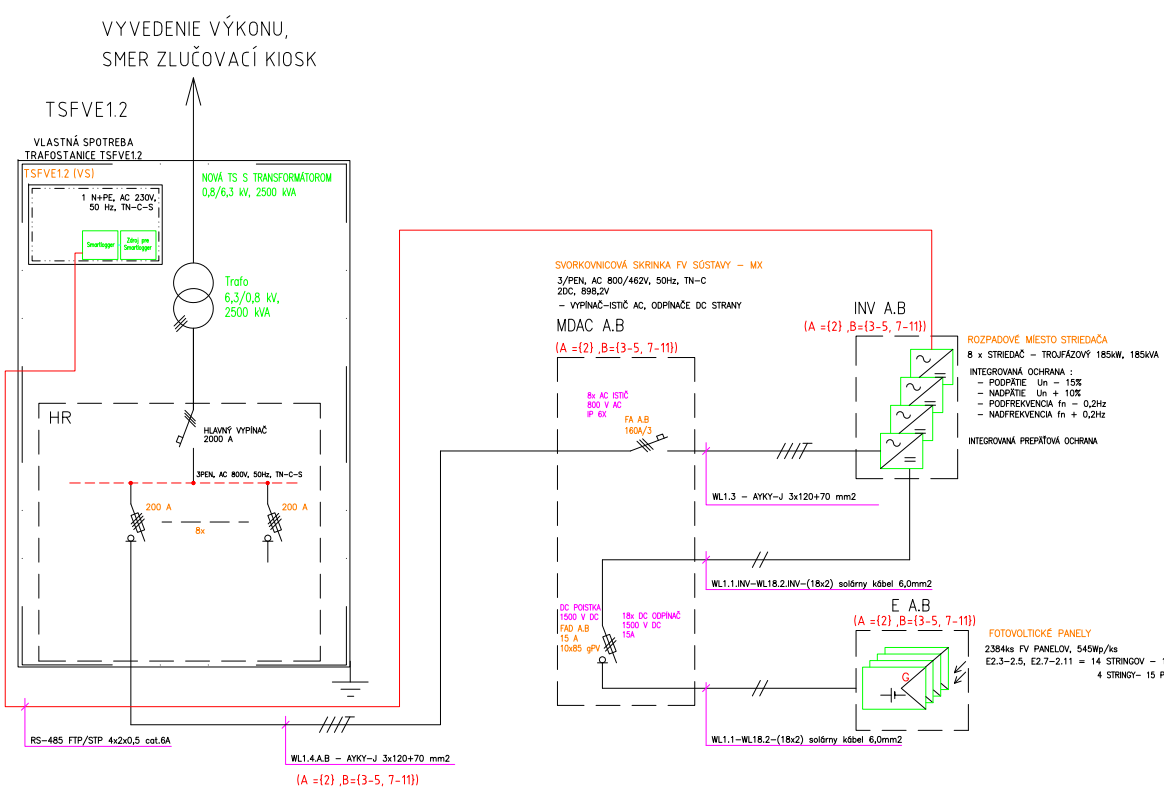 VYVEDENIE VÝKONU,
SMER ZLUČOVACÍ KIOSK
TSFVE1.2
VLASTNÁ SPOTREBA
TRAFOSTANICE TSFVE1.2
TSFVE1.2 (VS)
1 N+PE, AC 230V,
50 Hz, TN-C-S
Smartlogger
Zdroj pre
Smartlogger
NOVÁ TS S TRANSFORMÁTOROM
0,8/6,3 kV, 2500 kVA
Trafo
6,3/0,8 kV,
2500 kVA
HR
HLAVNÝ VYPÍNAČ
2000 A
3PEN, AC 800V, 50Hz, TN-C-S
200 A
200 A
8x
RS-485 FTP/STP 4x2x0,5 cat.6A
WL1.4.A.B - AYKY-J 3x120+70 mm2
(A ={2} ,B={3-5, 7-11})
SVORKOVNICOVÁ SKRINKA FV SÚSTAVY - MX
3/PEN, AC 800/462V, 50Hz, TN-C
2DC, 898,2V
- VYPÍNAČ-ISTIČ AC, ODPÍNAČE DC STRANY
MDAC A.B
(A ={2} ,B={3-5, 7-11})
8x AC ISTIČ
800 V AC
IP 6X
FA A.B
160A/3
WL1.3 - AYKY-J 3x120+70 mm2
WL1.1.INV-WL18.2.INV-(18x2) solárny kábel 6,0mm2
DC POISTKA
1500 V DC
FAD A.B
15 A
10x85 gPV
18x DC ODPÍNAČ
1500 V DC
15A
WL1.1-WL18.2-(18x2) solárny kábel 6,0mm2
INV A.B
(A ={2} ,B={3-5, 7-11})
ROZPADOVÉ MIESTO STRIEDAČA
8 x STRIEDAČ - TROJFÁZOVÝ 185kW, 185kVA
INTEGROVANÁ OCHRANA :
- PODPÄTIE Un - 15%
- NADPÄTIE Un + 10%
- PODFREKVENCIA fn - 0,2Hz
- NADFREKVENCIA fn + 0,2Hz
INTEGROVANÁ PREPÄŤOVÁ OCHRANA
E A.B
(A ={2} ,B={3-5, 7-11})
G
FOTOVOLTICKÉ PANELY
2384ks FV PANELOV, 545Wp/ks
E2.3-2.5, E2.7-2.11 = 14 STRINGOV -
4 STRINGY- 15